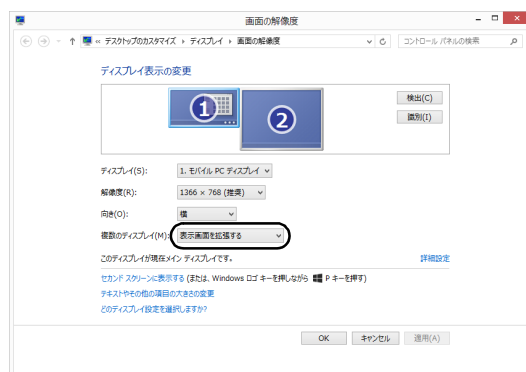 画面の解像度
« デスクトップのカスタマイズ ▸ ディスプレイ ▸ 画面の解像度
コントロール パネルの検索
ディスプレイ表示の変更
1
2
検出(C)
識別(I)
ディスプレイ(S): 1. モバイル PC ディスプレイ
解像度(R): 1366 × 768 (推奨)
向き(O): 横
複数のディスプレイ(M): 表示画面を拡張する
このディスプレイが現在メイン ディスプレイです。 詳細設定
セカンド スクリーンに表示する (または、Windows ロゴ キーを押しながら P キーを押す)
テキストやその他の項目の大きさの変更
どのディスプレイ設定を選択しますか?
OK キャンセル 適用(A)